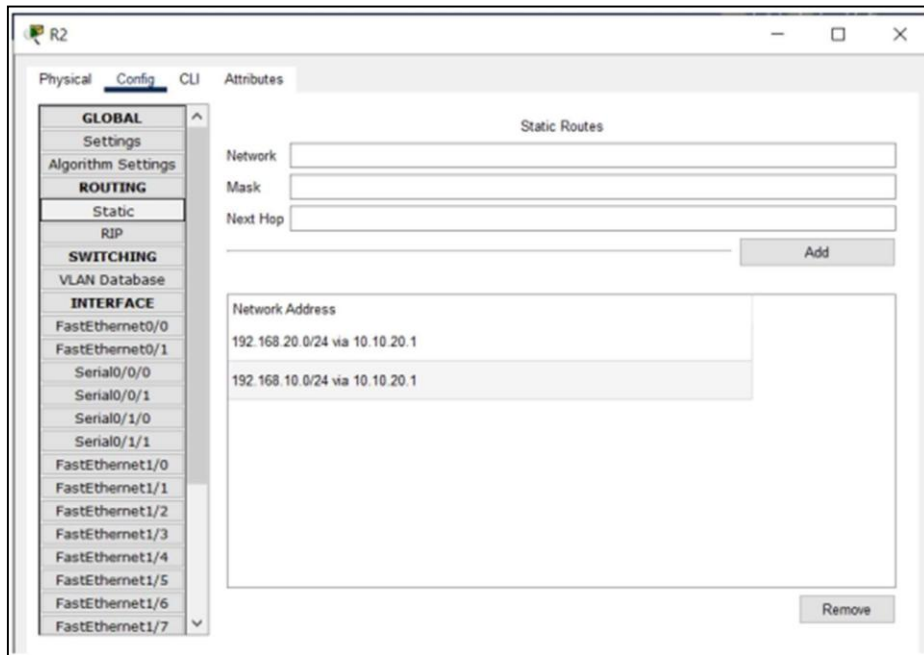 R2
Physical Config CLI Attributes
GLOBAL
Settings
Algorithm Settings
ROUTING
Static
RIP
SWITCHING
VLAN Database
INTERFACE
FastEthernet0/0
FastEthernet0/1
Serial0/0/0
Serial0/0/1
Serial0/1/0
Serial0/1/1
FastEthernet1/0
FastEthernet1/1
FastEthernet1/2
FastEthernet1/3
FastEthernet1/4
FastEthernet1/5
FastEthernet1/6
FastEthernet1/7
Static Routes
Network
Mask
Next Hop
Add
Network Address
192.168.20.0/24 via 10.10.20.1
192.168.10.0/24 via 10.10.20.1
Remove